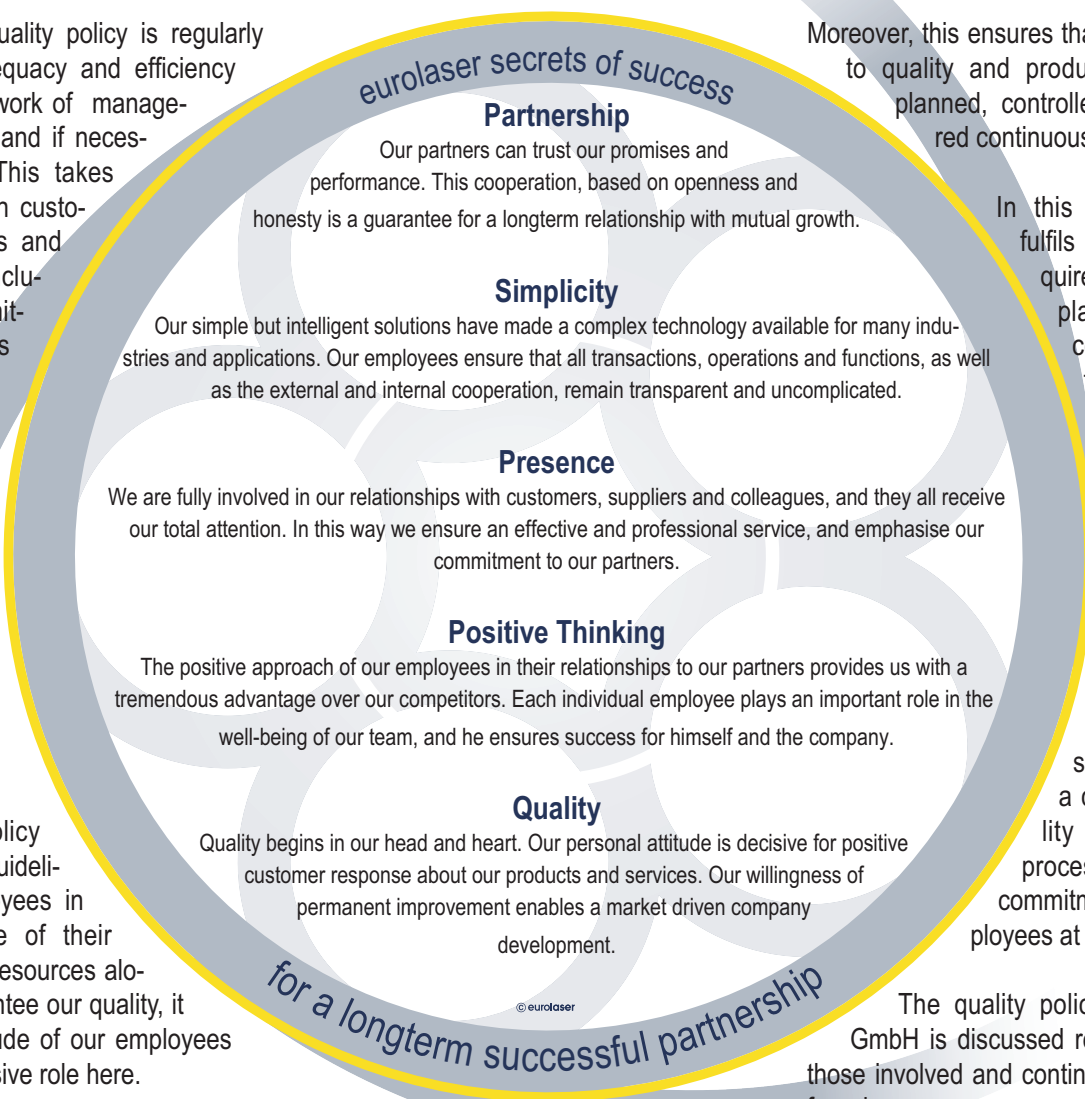 uality policy is regularly
equacy and efficiency
work of manage-
and if neces-
This takes
n custo-
s and
clu-
it-
s
licy
uideli-
yees in
e of their
esources alo-
ntee our quality, it
ude of our employees
sive role here.
eurolaser secrets of success
Partnership
Our partners can trust our promises and
performance. This cooperation, based on openness and
honesty is a guarantee for a longterm relationship with mutual growth.
Simplicity
Our simple but intelligent solutions have made a complex technology available for many indu-
stries and applications. Our employees ensure that all transactions, operations and functions, as well
as the external and internal cooperation, remain transparent and uncomplicated.
Presence
We are fully involved in our relationships with customers, suppliers and colleagues, and they all receive
our total attention. In this way we ensure an effective and professional service, and emphasise our
commitment to our partners.
Positive Thinking
The positive approach of our employees in their relationships to our partners provides us with a
tremendous advantage over our competitors. Each individual employee plays an important role in the
well-being of our team, and he ensures success for himself and the company.
Quality
Quality begins in our head and heart. Our personal attitude is decisive for positive
customer response about our products and services. Our willingness of
permanent improvement enables a market driven company
development.
© eurolaser
for a longterm successful partnership
Moreover, this ensures tha
to quality and produ
planned, controlle
red continuous
In this
fulfils
quire
pla
c
s
a c
lity
proces
commitn
ployees at
The quality polic
GmbH is discussed re
those involved and contin